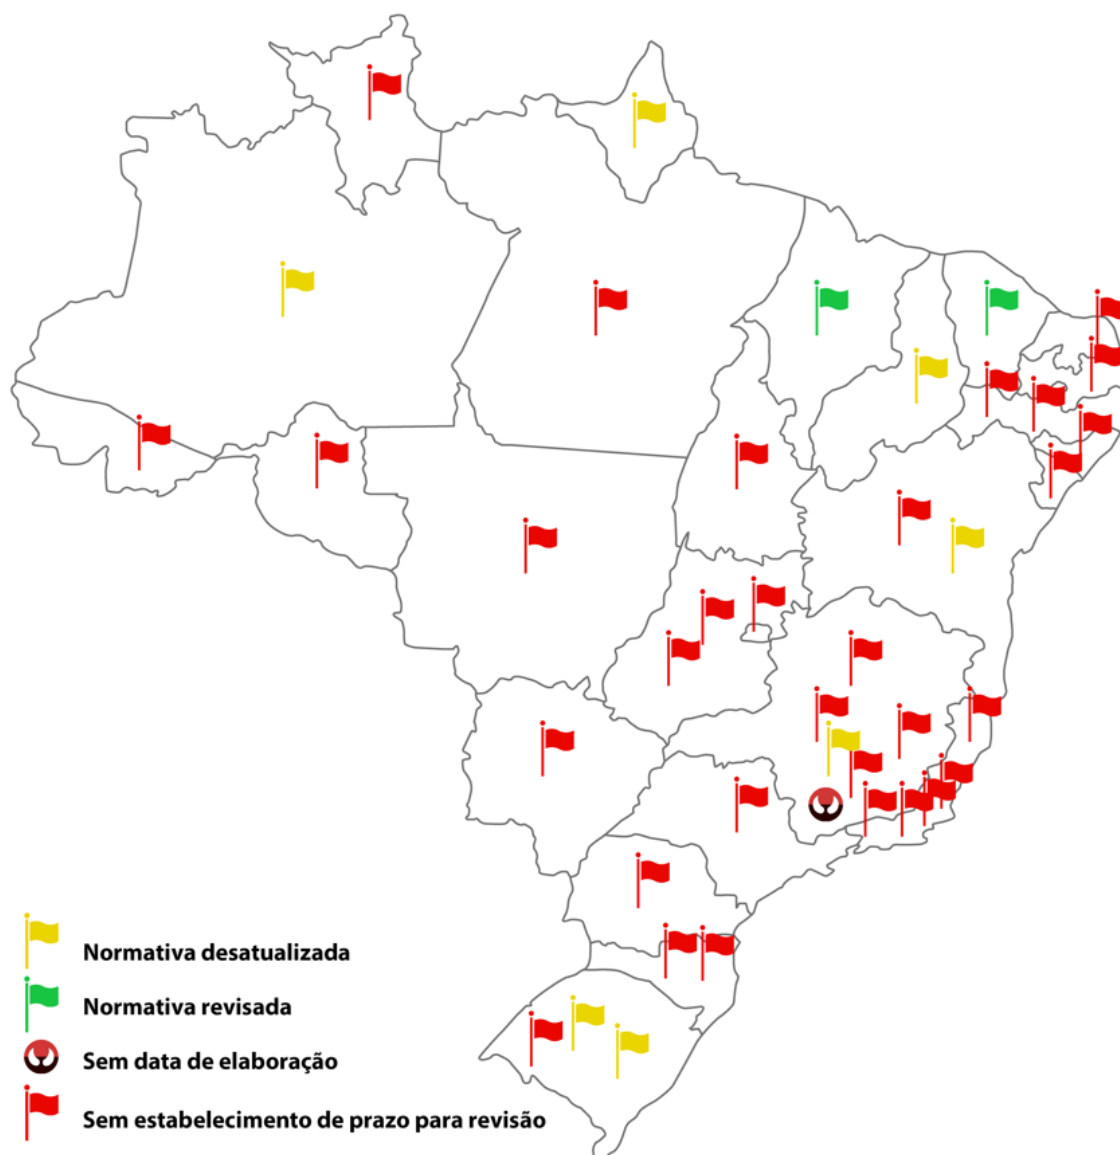 Normativa desatualizada
Normativa revisada
Sem data de elaboração
Sem estabelecimento de prazo para revisão